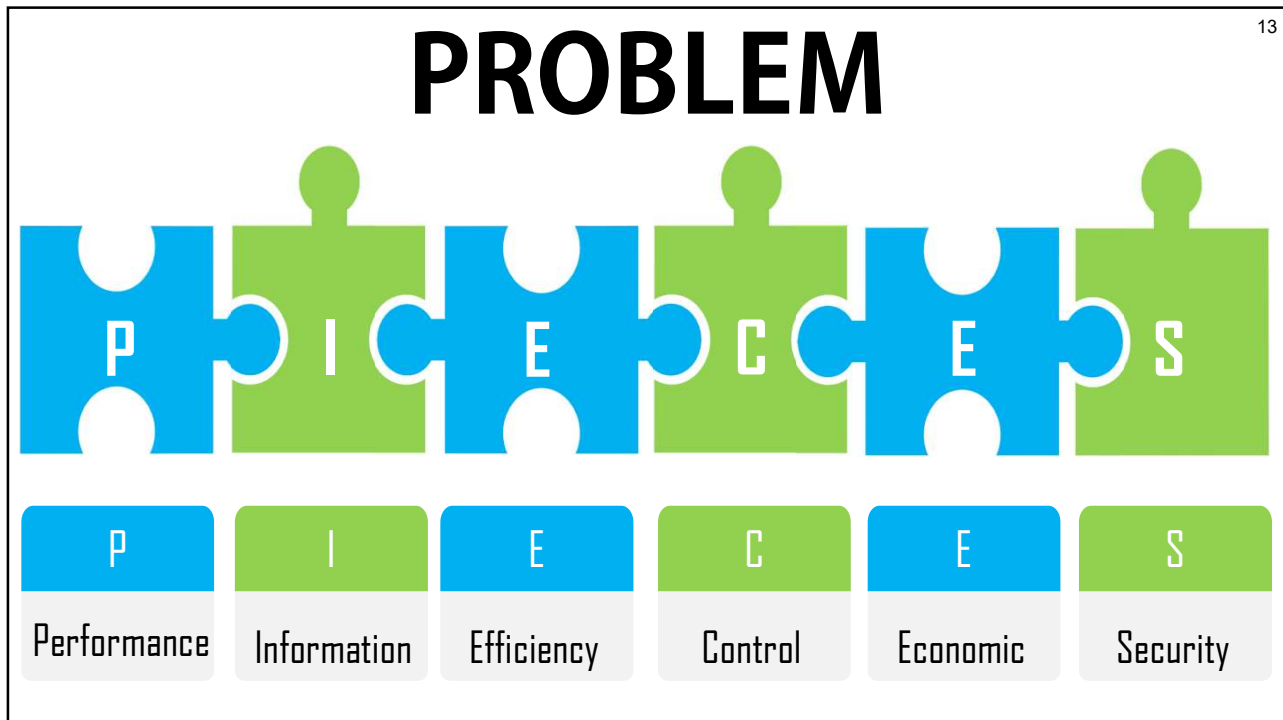 13
PROBLEM
P I E C E S
P I E C E S
Performance Information Efficiency Control Economic Security